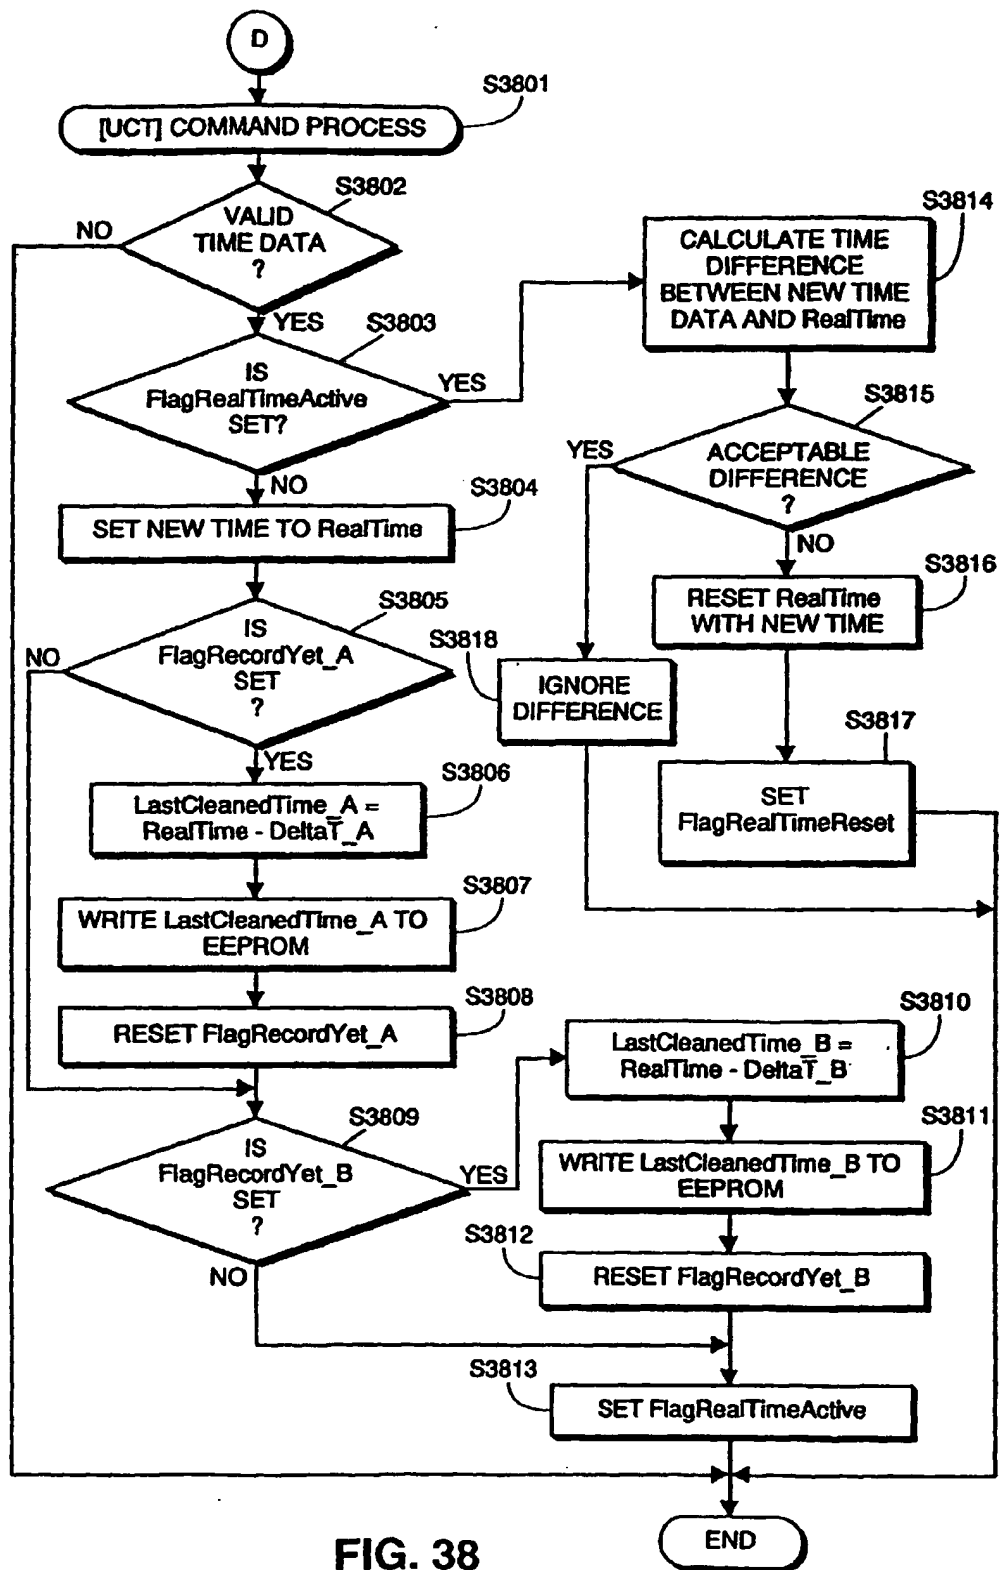 D
S3801
[UCT] COMMAND PROCESS
S3802
VALID
TIME DATA
?
NO
YES
S3803
IS
FlagRealTimeActive
SET?
YES
NO
S3804
SET NEW TIME TO RealTime
S3805
IS
FlagRecordYet_A
SET
?
NO
YES
S3806
LastCleanedTime_A =
RealTime - DeltaT_A
S3807
WRITE LastCleanedTime_A TO
EEPROM
S3808
RESET FlagRecordYet_A
S3809
IS
FlagRecordYet_B
SET
?
YES
NO
S3810
LastCleanedTime_B =
RealTime - DeltaT_B
S3811
WRITE LastCleanedTime_B TO
EEPROM
S3812
RESET FlagRecordYet_B
S3813
SET FlagRealTimeActive
S3814
CALCULATE TIME
DIFFERENCE
BETWEEN NEW TIME
DATA AND RealTime
S3815
ACCEPTABLE
DIFFERENCE
?
YES
NO
S3816
RESET RealTime
WITH NEW TIME
S3817
SET
FlagRealTimeReset
S3818
IGNORE
DIFFERENCE
END
FIG. 38